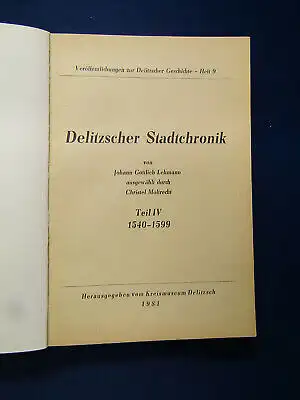 Veröffentlichungen zur Delitzscher Geschichte – Heft 9
Delitzscher Stadtchronik
von
Johann Gottlieb Lehmann
ausgewählt durch
Christel Moltrecht
Teil IV
1540–1599
Herausgegeben vom Kreismuseum Delitzsch
1981